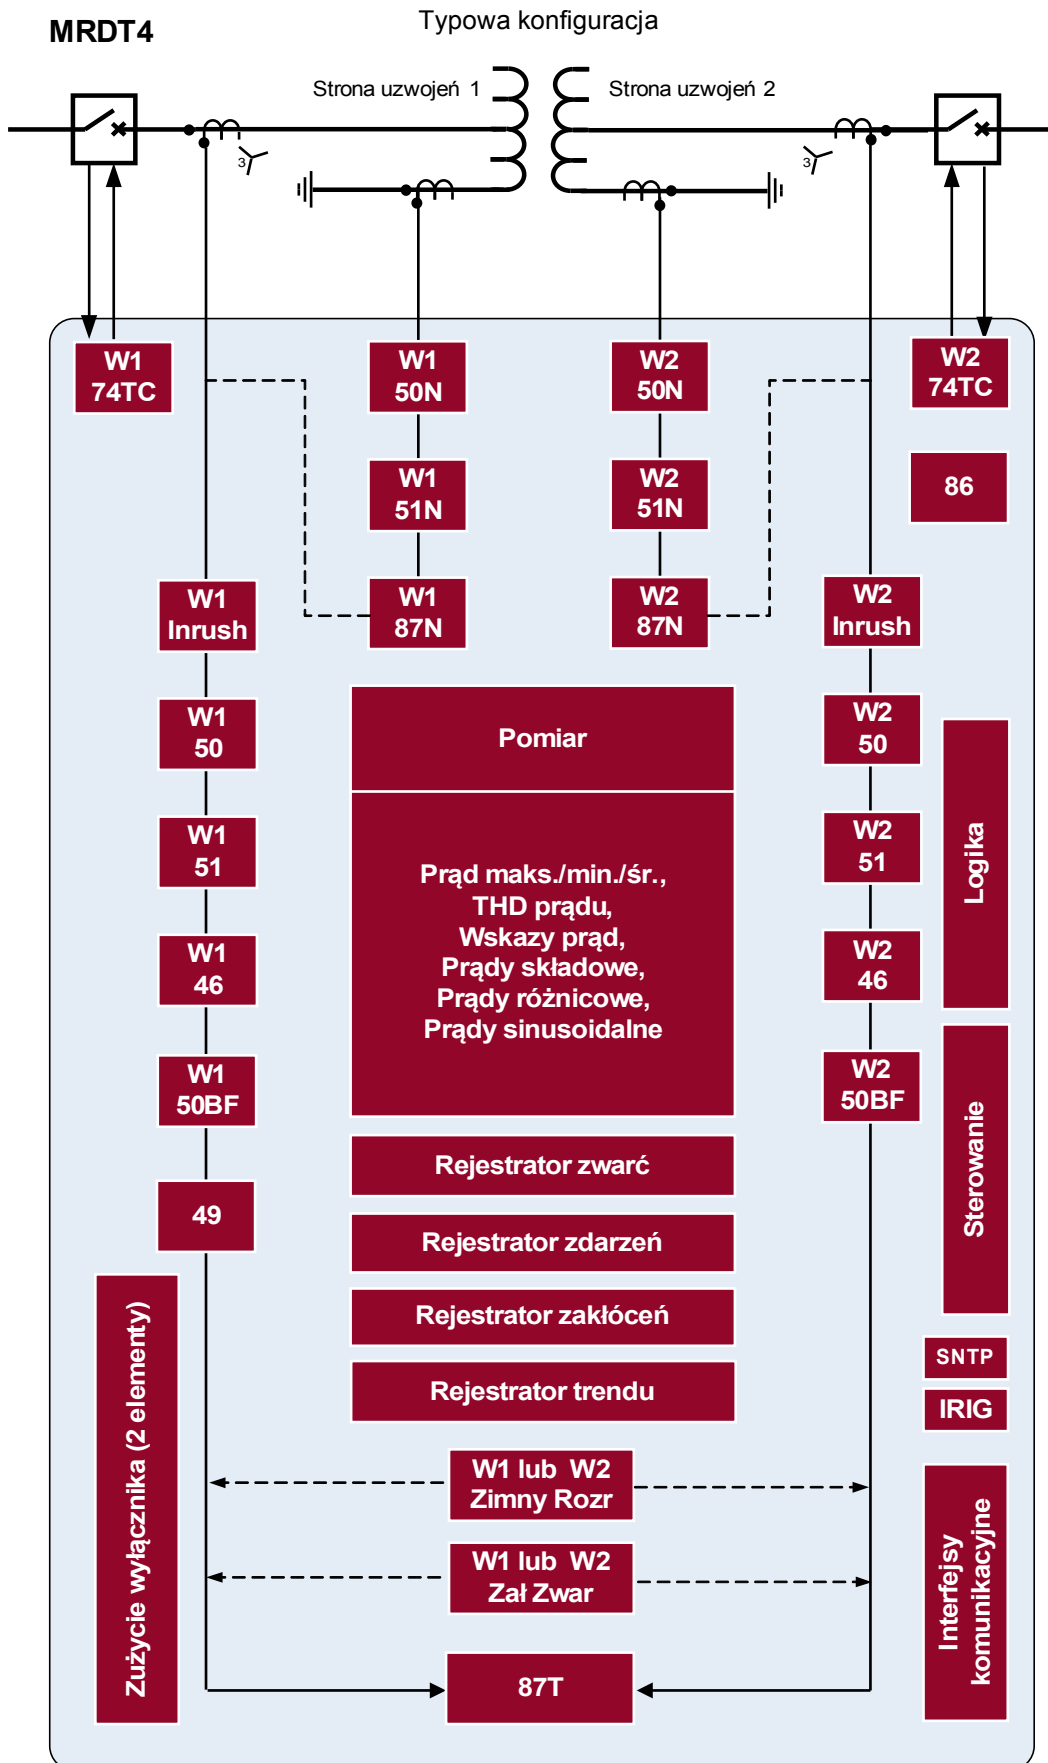 MRDT4
Typowa konfiguracja
Strona uzwojeń 1
Strona uzwojeń 2
3
3
W1
74TC
W1
50N
W2
50N
W2
74TC
W1
51N
W2
51N
86
W1
Inrush
W1
87N
W2
87N
W2
Inrush
W1
50
Pomiar
W2
50
W1
51
W2
51
Prąd maks./min./śr.,
THD prądu,
Wskazy prąd,
Prądy składowe,
Prądy różnicowe,
Prądy sinusoidalne
Logika
W1
46
W2
46
W1
50BF
W2
50BF
Rejestrator zwarć
Sterowanie
49
Rejestrator zdarzeń
Rejestrator zakłóceń
Rejestrator trendu
SNTP
IRIG
Zużycie wyłącznika (2 elementy)
W1 lub W2
Zimny Rozr
W1 lub W2
Zał Zwar
Interfejsy
komunikacyjne
87T